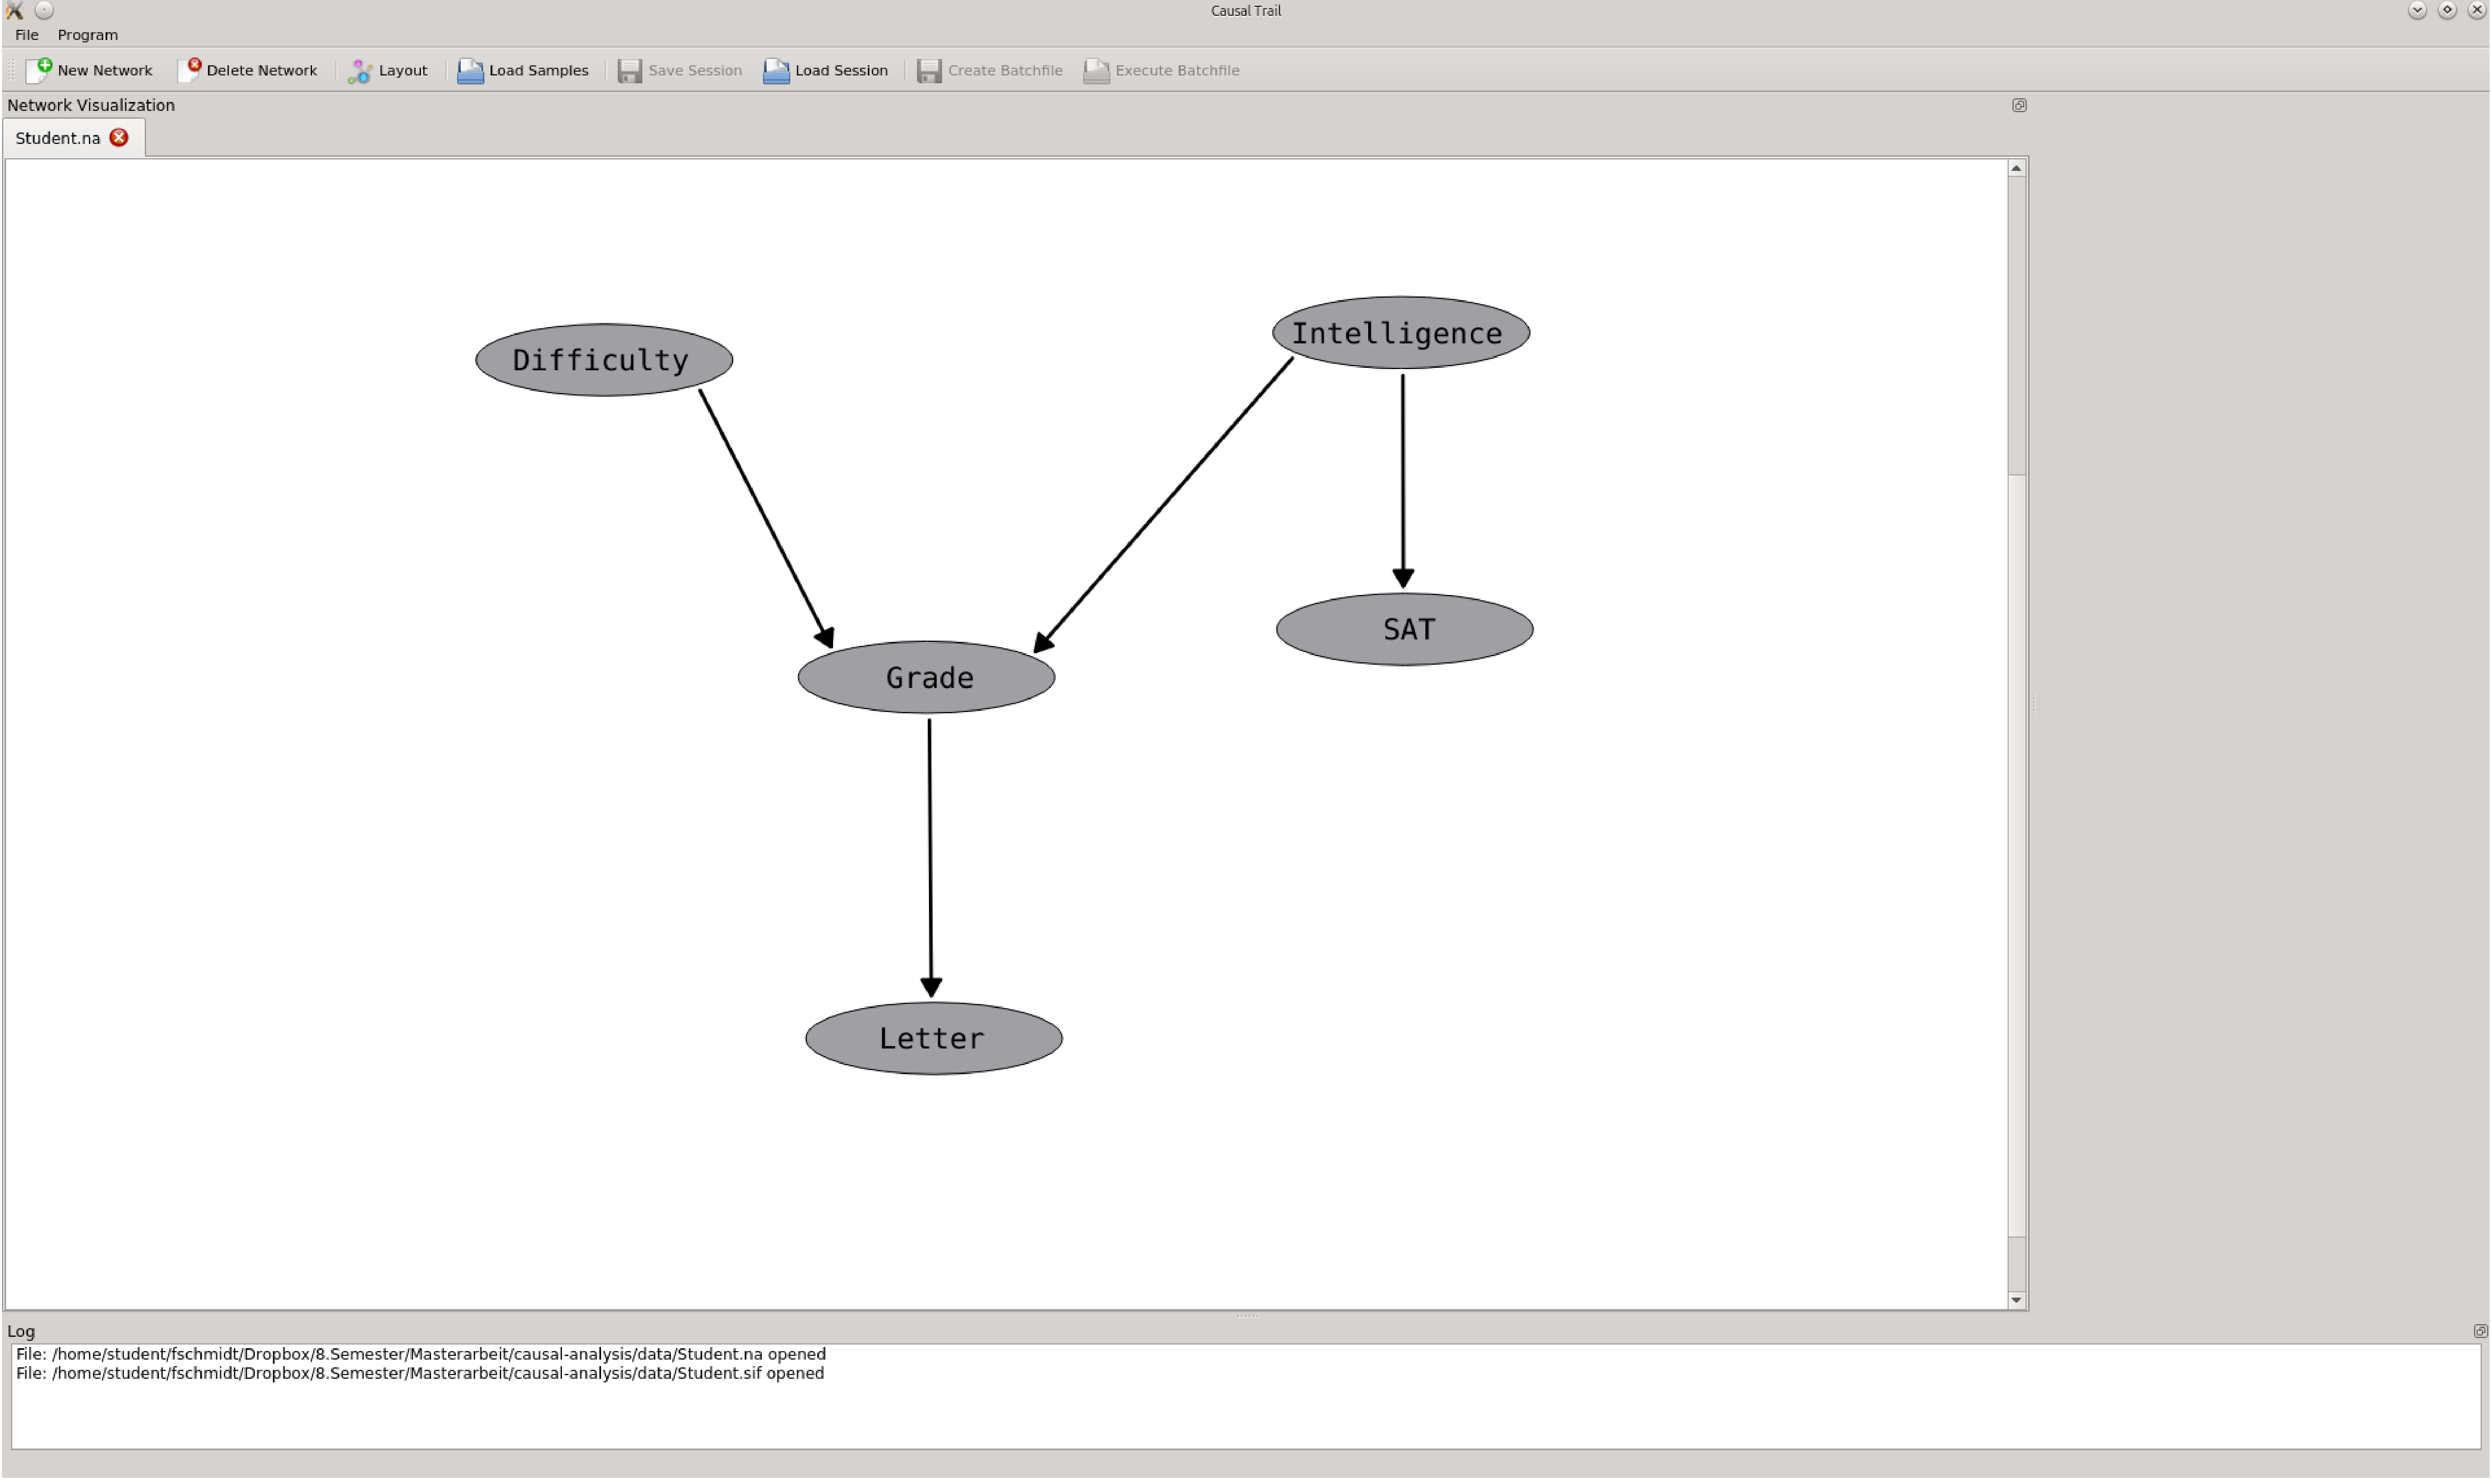 Causal Trail
File Program
New Network Delete Network Layout Load Samples Save Session Load Session Create Batchfile Execute Batchfile
Network Visualization
Student.na
Intelligence
Difficulty
SAT
Grade
Letter
Log
File: /home/student/fschmidt/Dropbox/8.Semester/Masterarbeit/causal-analysis/data/Student.na opened
File: /home/student/fschmidt/Dropbox/8.Semester/Masterarbeit/causal-analysis/data/Student.sif opened